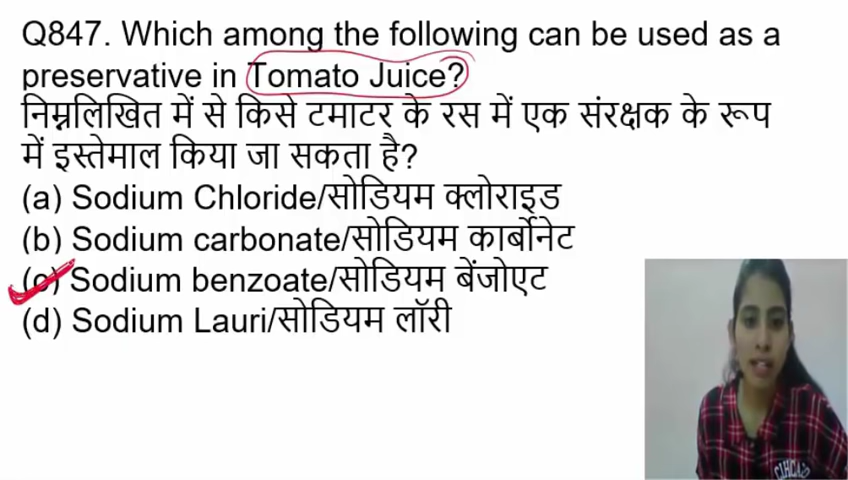 Q847. Which among the following can be used as a
preservative in Tomato Juice?
निम्नलिखित में से किसे टमाटर के रस में एक संरक्षक के रूप
में इस्तेमाल किया जा सकता है?
(a) Sodium Chloride/सोडियम क्लोराइड
(b) Sodium carbonate/सोडियम कार्बोनेट
(c) Sodium benzoate/सोडियम बेंजोएट
(d) Sodium Lauri/सोडियम लॉरी